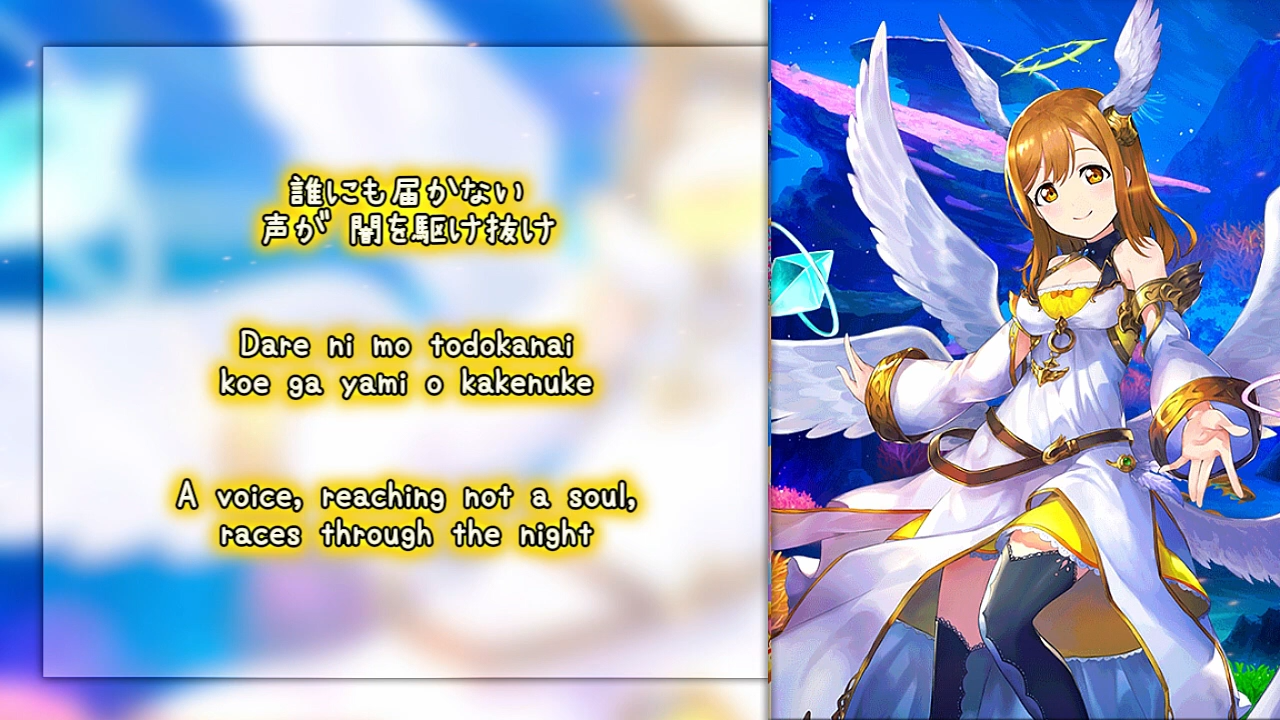 誰にも届かない
声が 闇を駆け抜け
Dare ni mo todokanai
koe ga yami o kakenuke
A voice, reaching not a soul,
races through the night